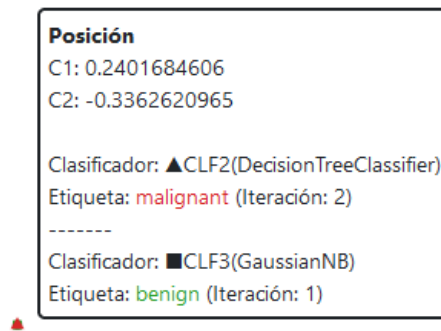 Posición
C1: 0.2401684606
C2: -0.3362620965
Clasificador: ▲CLF2(DecisionTreeClassifier)
Etiqueta: malignant (Iteración: 2)
-------
Clasificador: ■CLF3(GaussianNB)
Etiqueta: benign (Iteración: 1)